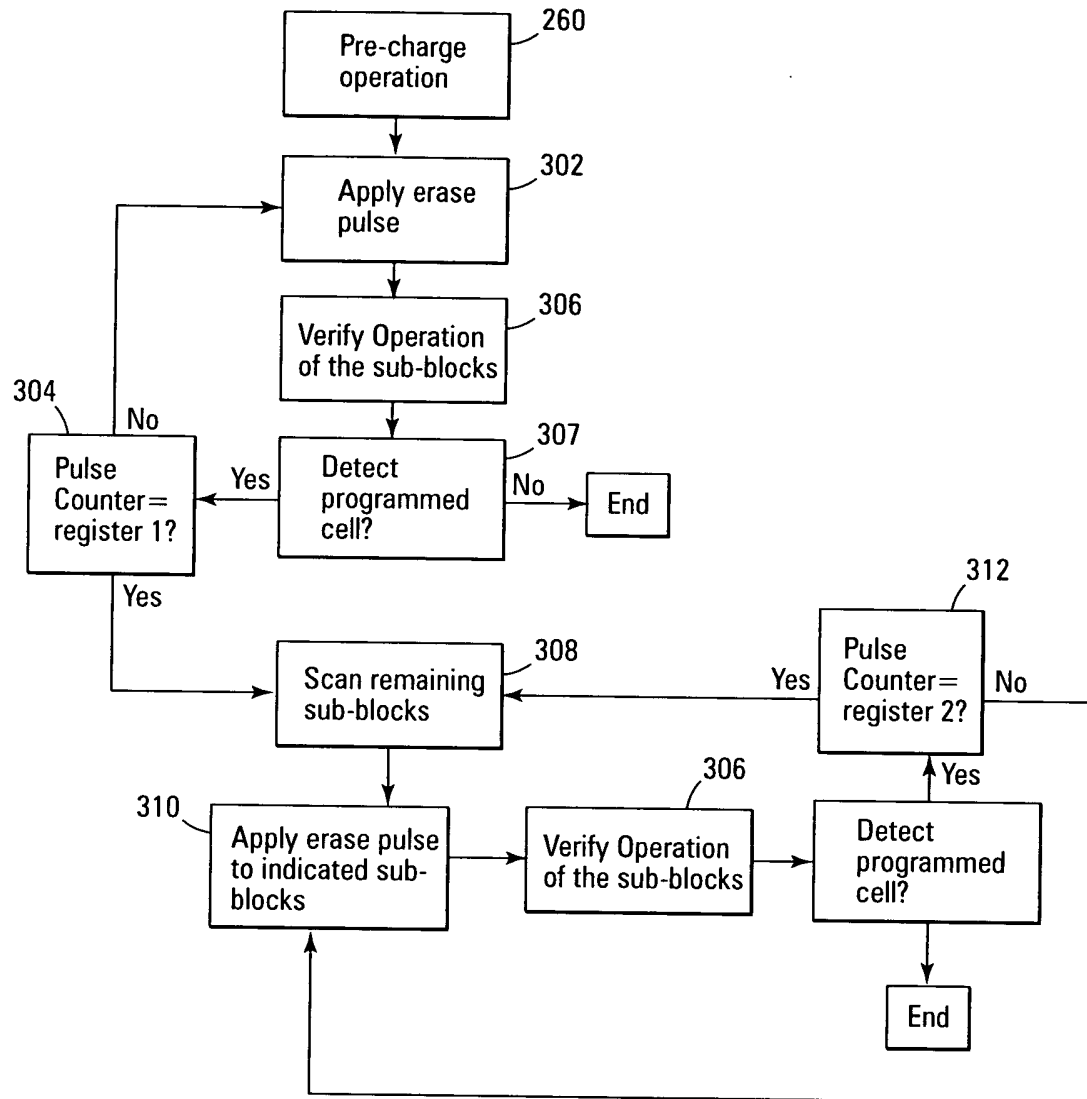 260
Pre-charge
operation
302
Apply erase
pulse
306
Verify Operation
of the sub-blocks
304
No
307
Pulse
Counter=
register 1?
Yes
Detect
programmed
cell?
No
End
Yes
312
308
Scan remaining
sub-blocks
Yes
Pulse
Counter=
register 2?
No
306
Yes
310
Apply erase pulse
to indicated sub-
blocks
Verify Operation
of the sub-blocks
Detect
programmed
cell?
End